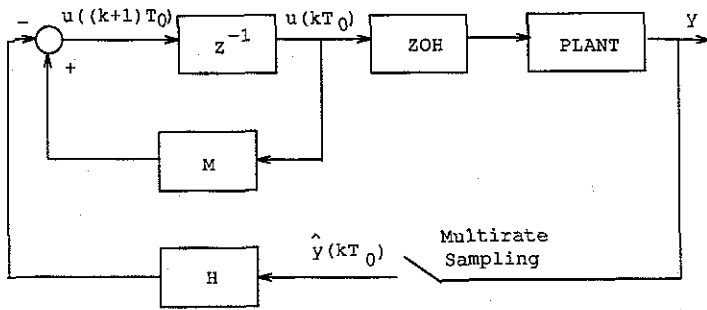 −
u((k+1)T₀)
+
z⁻¹
u(kT₀)
ZOH
PLANT
y
M
H
ŷ(kT₀)
Multirate
Sampling